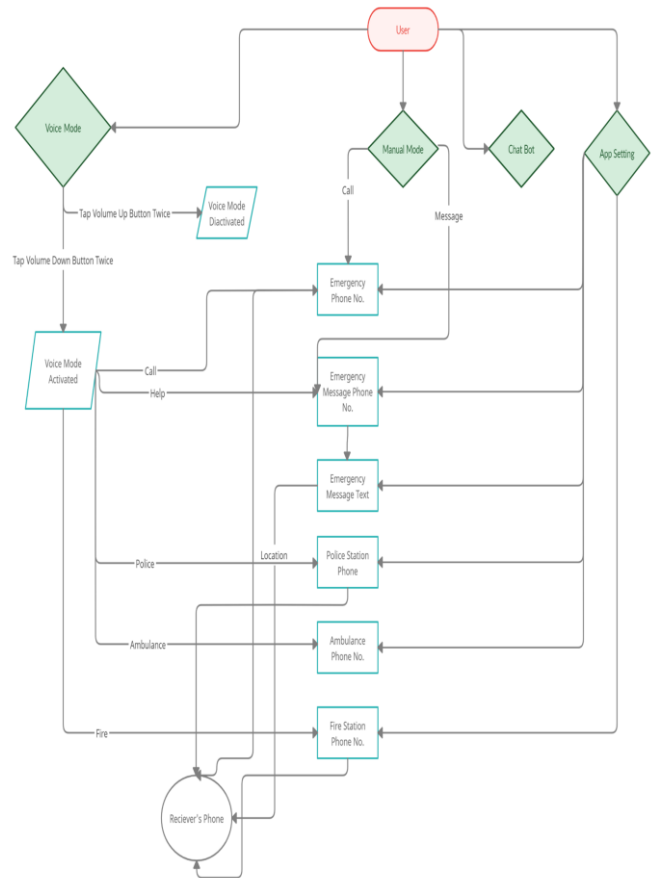 User
Voice Mode
Manual Mode
Chat Bot
App Setting
Call
Message
Voice Mode
Diactivated
Tap Volume Up Button Twice
Tap Volume Down Button Twice
Emergency
Phone No.
Voice Mode
Activated
Call
Help
Emergency
Message Phone
No.
Emergency
Message Text
Location
Police
Police Station
Phone
Ambulance
Ambulance
Phone No.
Fire
Fire Station
Phone No.
Reciever's Phone